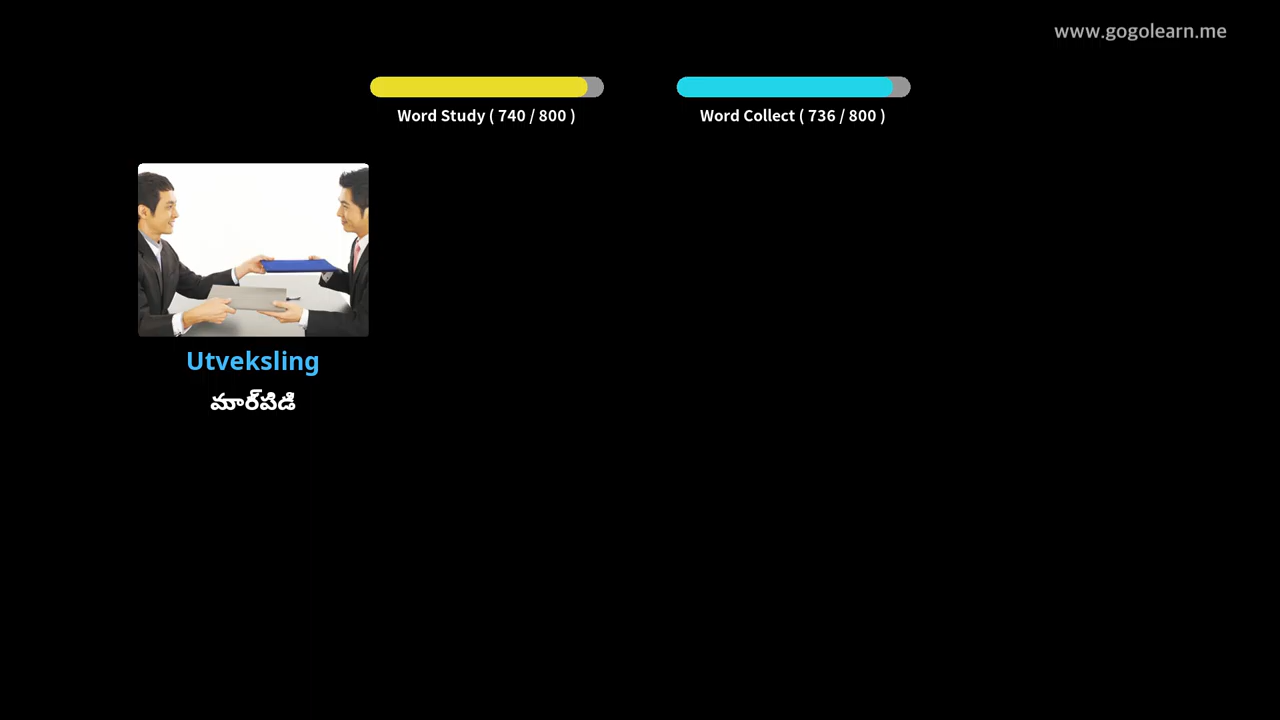 www.gogolearn.me
Word Study ( 740 / 800 )
Word Collect ( 736 / 800 )
Utveksling
మార్‌పిడి